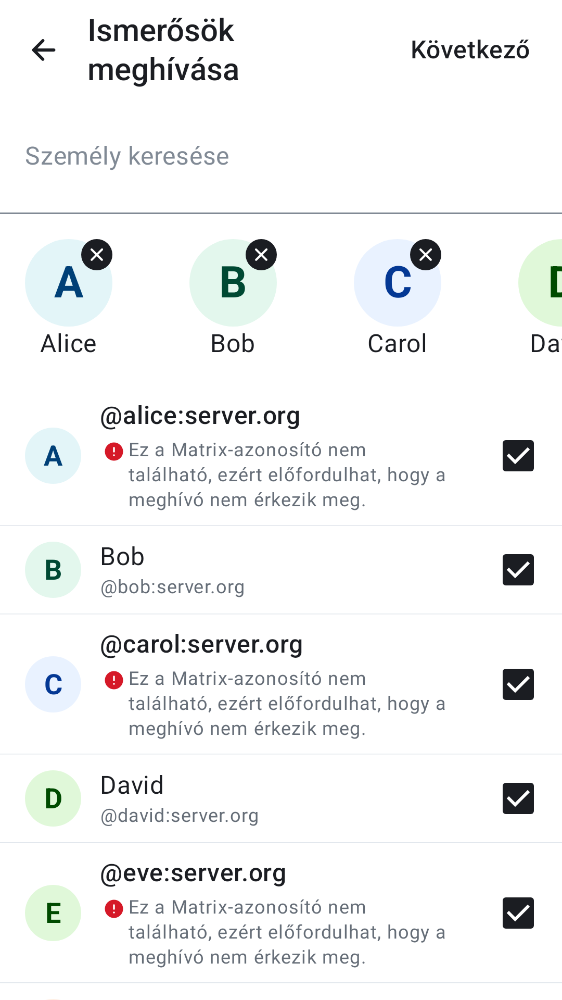 Ismerősök
meghívása
Következő
Személy keresése
A
B
C
D
Alice
Bob
Carol
Da
A
@alice:server.org
Ez a Matrix-azonosító nem
található, ezért előfordulhat, hogy a
meghívó nem érkezik meg.
B
Bob
@bob:server.org
C
@carol:server.org
Ez a Matrix-azonosító nem
található, ezért előfordulhat, hogy a
meghívó nem érkezik meg.
D
David
@david:server.org
E
@eve:server.org
Ez a Matrix-azonosító nem
található, ezért előfordulhat, hogy a
meghívó nem érkezik meg.